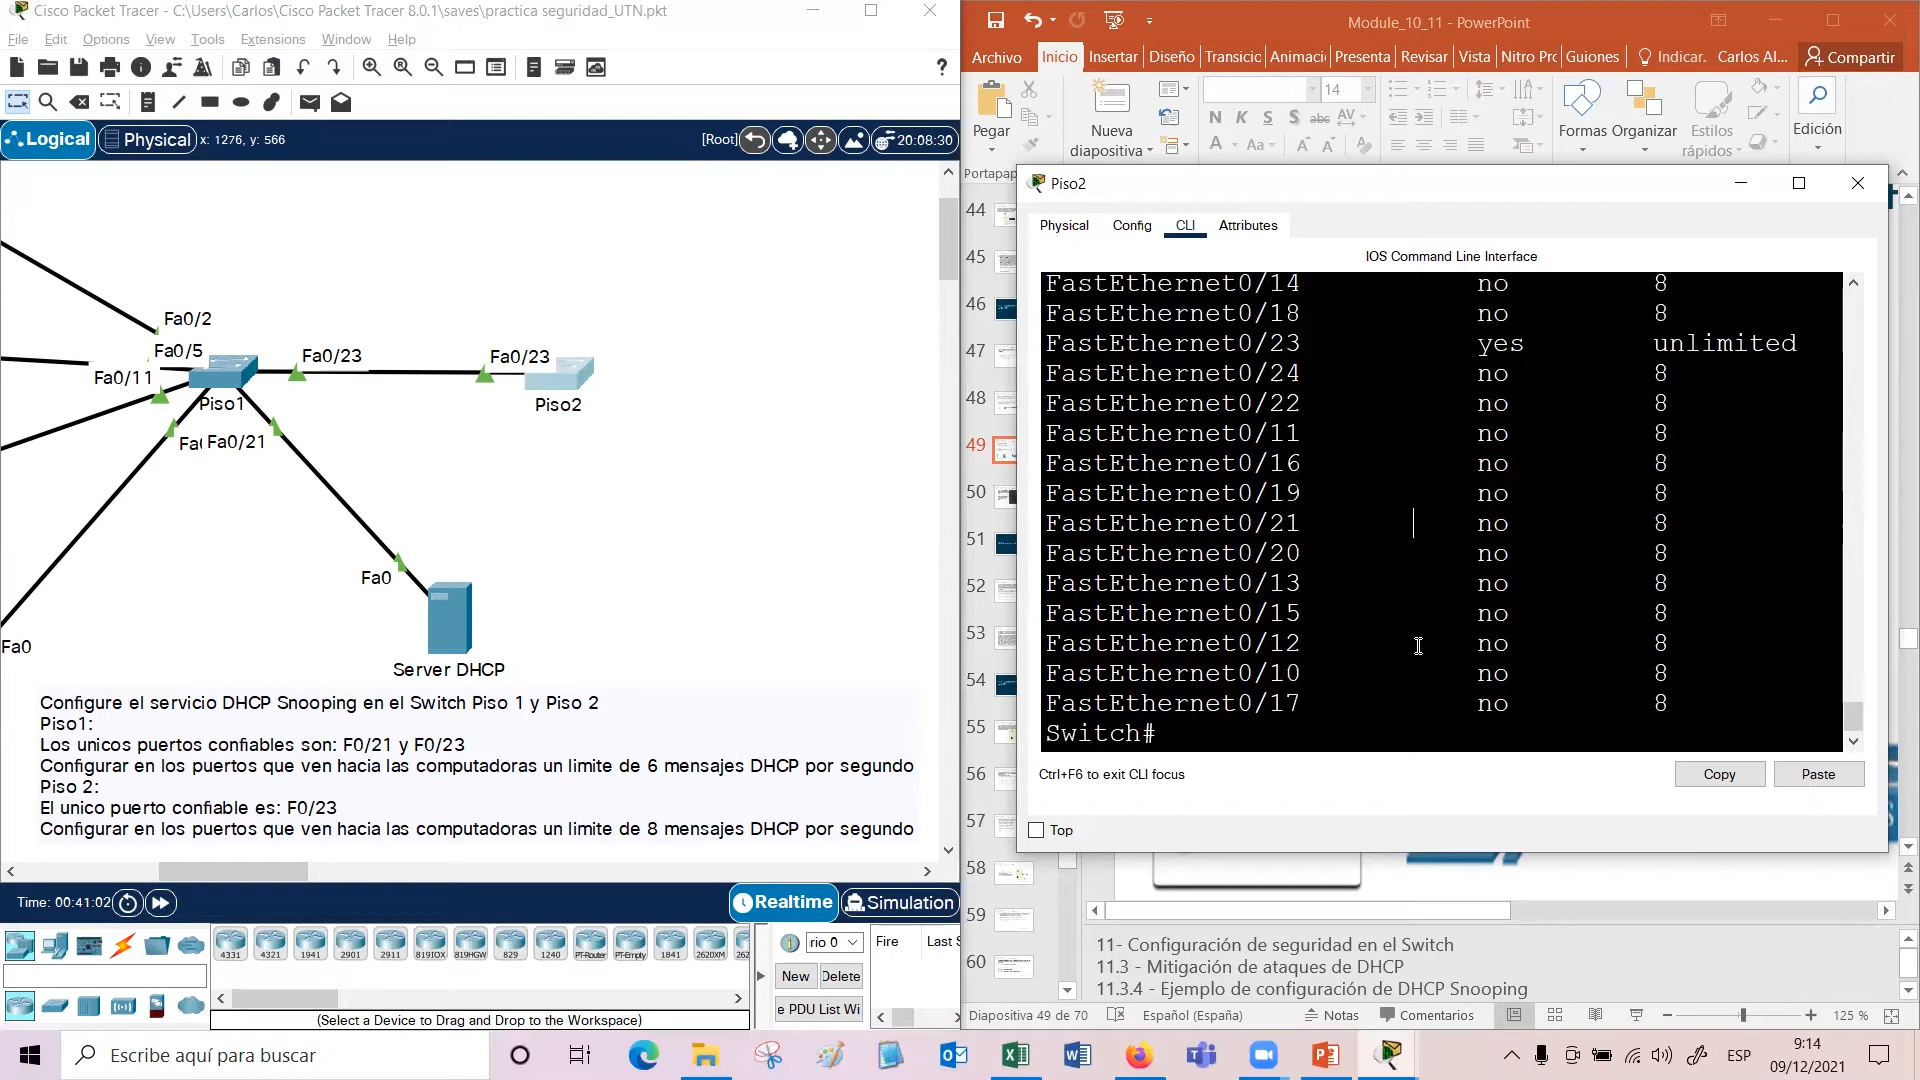 Cisco Packet Tracer - C:\Users\Carlos\Cisco Packet Tracer 8.0.1\saves\practica seguridad_UTN.pkt
File Edit Options View Tools Extensions Window Help
Logical Physical x: 1276, y: 566
[Root] 20:08:30
Fa0/2
Fa0/5
Fa0/11
Fa0/23
Fa0/23
Piso1
Piso2
Fa0/21
Fa0
Fa0
Server DHCP
Configure el servicio DHCP Snooping en el Switch Piso 1 y Piso 2
Piso1:
Los unicos puertos confiables son: F0/21 y F0/23
Configurar en los puertos que ven hacia las computadoras un limite de 6 mensajes DHCP por segundo
Piso 2:
El unico puerto confiable es: F0/23
Configurar en los puertos que ven hacia las computadoras un limite de 8 mensajes DHCP por segundo
Time: 00:41:02
Realtime Simulation
4331 4321 1941 2901 2911 819IOX 819HGW 829 1240 PT-Router PT-Empty 1841 2620XM 262
rio 0
New Delete
e PDU List Wi
Fire Last S
(Select a Device to Drag and Drop to the Workspace)
Module_10_11 - PowerPoint
Archivo Inicio Insertar Diseño Transicic Animaci Presenta Revisar Vista Nitro Prc Guiones Indicar. Carlos Al... Compartir
14
Pegar
Nueva diapositiva
N K S S abc AV
A Aa A A
Formas Organizar Estilos rápidos
Edición
Portapap
44
45
46
47
48
49
50
51
52
53
54
55
56
57
58
59
60
Piso2
Physical Config CLI Attributes
IOS Command Line Interface
FastEthernet0/14 no 8
FastEthernet0/18 no 8
FastEthernet0/23 yes unlimited
FastEthernet0/24 no 8
FastEthernet0/22 no 8
FastEthernet0/11 no 8
FastEthernet0/16 no 8
FastEthernet0/19 no 8
FastEthernet0/21 no 8
FastEthernet0/20 no 8
FastEthernet0/13 no 8
FastEthernet0/15 no 8
FastEthernet0/12 no 8
FastEthernet0/10 no 8
FastEthernet0/17 no 8
Switch#
Ctrl+F6 to exit CLI focus
Copy Paste
Top
11- Configuración de seguridad en el Switch
11.3 - Mitigación de ataques de DHCP
11.3.4 - Ejemplo de configuración de DHCP Snooping
Diapositiva 49 de 70 Español (España) Notas Comentarios 125 %
Escribe aquí para buscar
ESP
9:14
09/12/2021